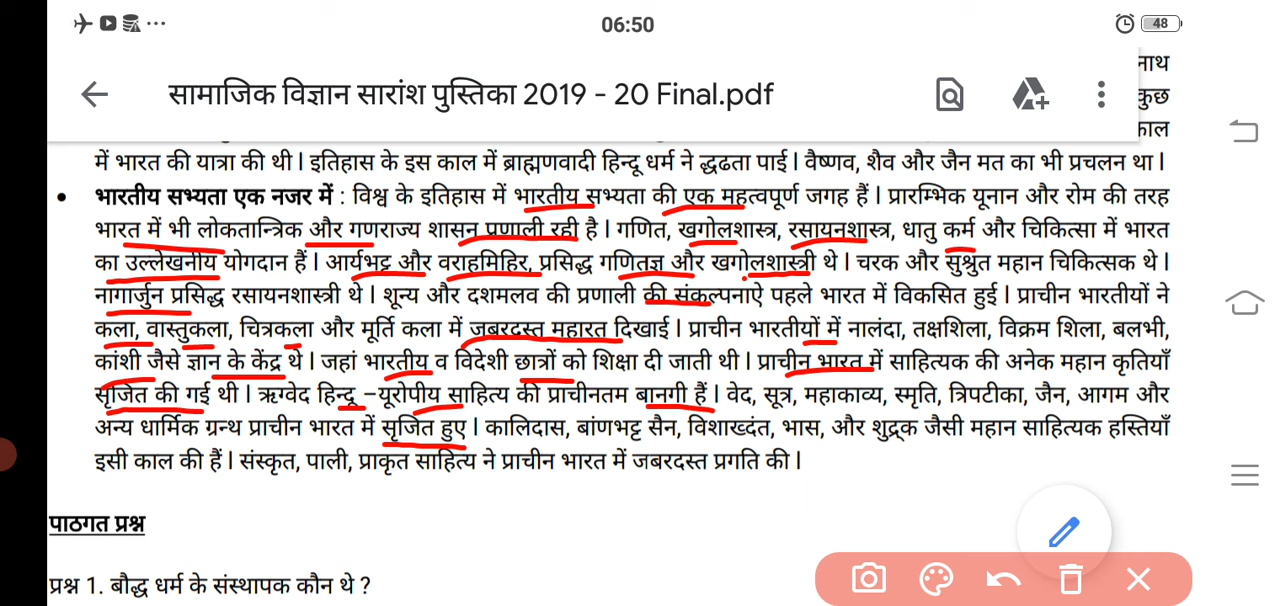 06:50
48
सामाजिक विज्ञान सारांश पुस्तिका 2019 - 20 Final.pdf
नाथ
कुछ
काल
में भारत की यात्रा की थी । इतिहास के इस काल में ब्राह्मणवादी हिन्दू धर्म ने द्धढता पाई । वैष्णव, शैव और जैन मत का भी प्रचलन था ।
• भारतीय सभ्यता एक नजर में : विश्व के इतिहास में भारतीय सभ्यता की एक महत्वपूर्ण जगह हैं । प्रारम्भिक यूनान और रोम की तरह
भारत में भी लोकतान्त्रिक और गणराज्य शासन प्रणाली रही है । गणित, खगोलशास्त्र, रसायनशास्त्र, धातु कर्म और चिकित्सा में भारत
का उल्लेखनीय योगदान हैं । आर्यभट्ट और वराहमिहिर, प्रसिद्ध गणितज्ञ और खगोलशास्त्री थे । चरक और सुश्रुत महान चिकित्सक थे ।
नागार्जुन प्रसिद्ध रसायनशास्त्री थे । शून्य और दशमलव की प्रणाली की संकल्पनाऐ पहले भारत में विकसित हुई । प्राचीन भारतीयों ने
कला, वास्तुकला, चित्रकला और मूर्ति कला में जबरदस्त महारत दिखाई । प्राचीन भारतीयों में नालंदा, तक्षशिला, विक्रम शिला, बलभी,
कांशी जैसे ज्ञान के केंद्र थे । जहां भारतीय व विदेशी छात्रों को शिक्षा दी जाती थी । प्राचीन भारत में साहित्यक की अनेक महान कृतियाँ
सृजित की गई थी । ऋग्वेद हिन्दू –यूरोपीय साहित्य की प्राचीनतम बानगी हैं । वेद, सूत्र, महाकाव्य, स्मृति, त्रिपटीका, जैन, आगम और
अन्य धार्मिक ग्रन्थ प्राचीन भारत में सृजित हुए । कालिदास, बांणभट्ट सैन, विशाख्दंत, भास, और शुद्र्क जैसी महान साहित्यक हस्तियाँ
इसी काल की हैं । संस्कृत, पाली, प्राकृत साहित्य ने प्राचीन भारत में जबरदस्त प्रगति की ।
पाठगत प्रश्न
प्रश्न 1. बौद्ध धर्म के संस्थापक कौन थे ?